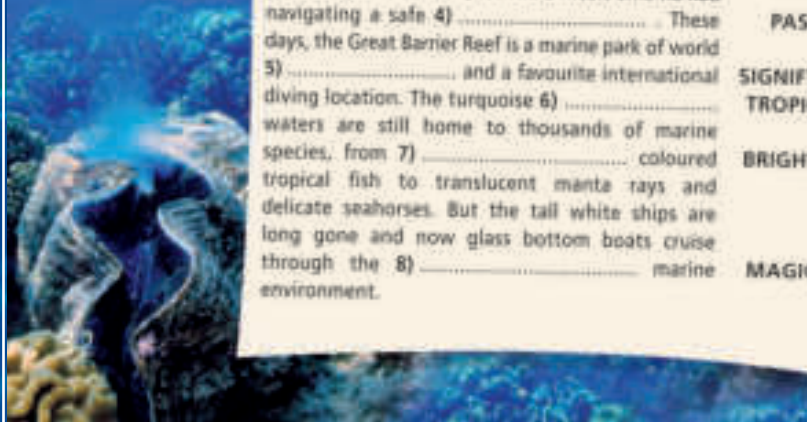 navigating a safe 4) .............................. . These PAS
days, the Great Barrier Reef is a marine park of world
5) .............................. and a favourite international SIGNIF
diving location. The turquoise 6) .............................. TROPI
waters are still home to thousands of marine
species, from 7) .............................. coloured BRIGH
tropical fish to translucent manta rays and
delicate seahorses. But the tall white ships are
long gone and now glass bottom boats cruise
through the 8) .............................. marine MAGIC
environment.